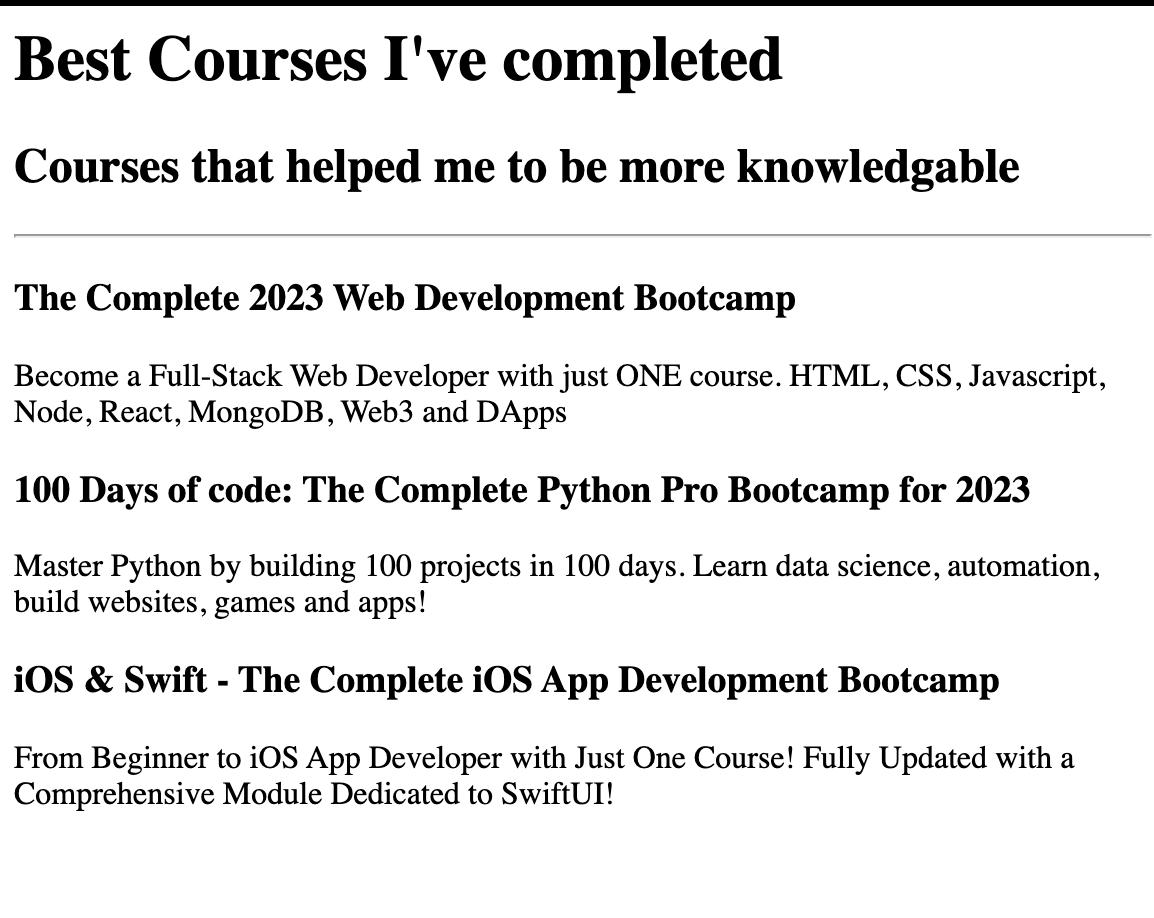 Best Courses I've completed
Courses that helped me to be more knowledgable
The Complete 2023 Web Development Bootcamp
Become a Full-Stack Web Developer with just ONE course. HTML, CSS, Javascript,
Node, React, MongoDB, Web3 and DApps
100 Days of code: The Complete Python Pro Bootcamp for 2023
Master Python by building 100 projects in 100 days. Learn data science, automation,
build websites, games and apps!
iOS & Swift - The Complete iOS App Development Bootcamp
From Beginner to iOS App Developer with Just One Course! Fully Updated with a
Comprehensive Module Dedicated to SwiftUI!